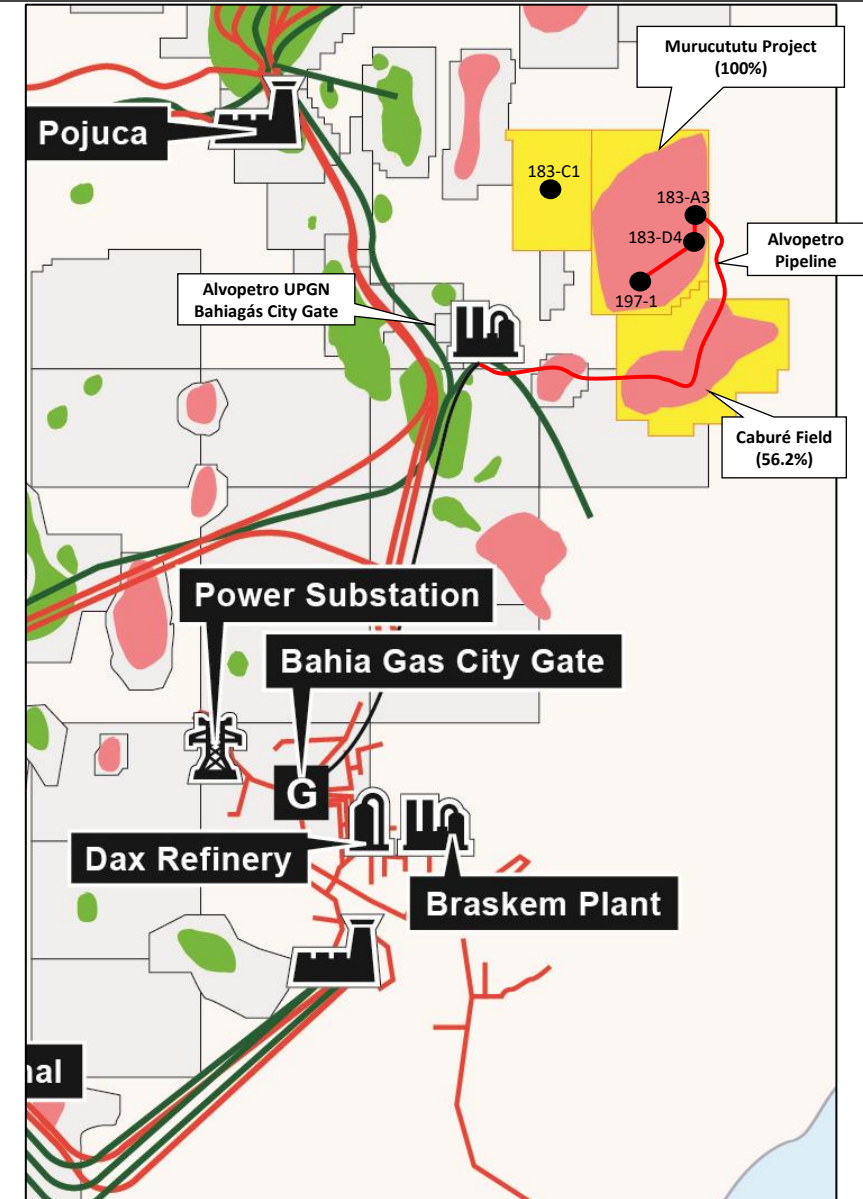 Murucututu Project
(100%)
Pojuca
183-C1
183-A3
183-D4
Alvopetro
Pipeline
197-1
Alvopetro UPGN
Bahiagás City Gate
Caburé Field
(56.2%)
Power Substation
Bahia Gas City Gate
G
Dax Refinery
Braskem Plant
nal